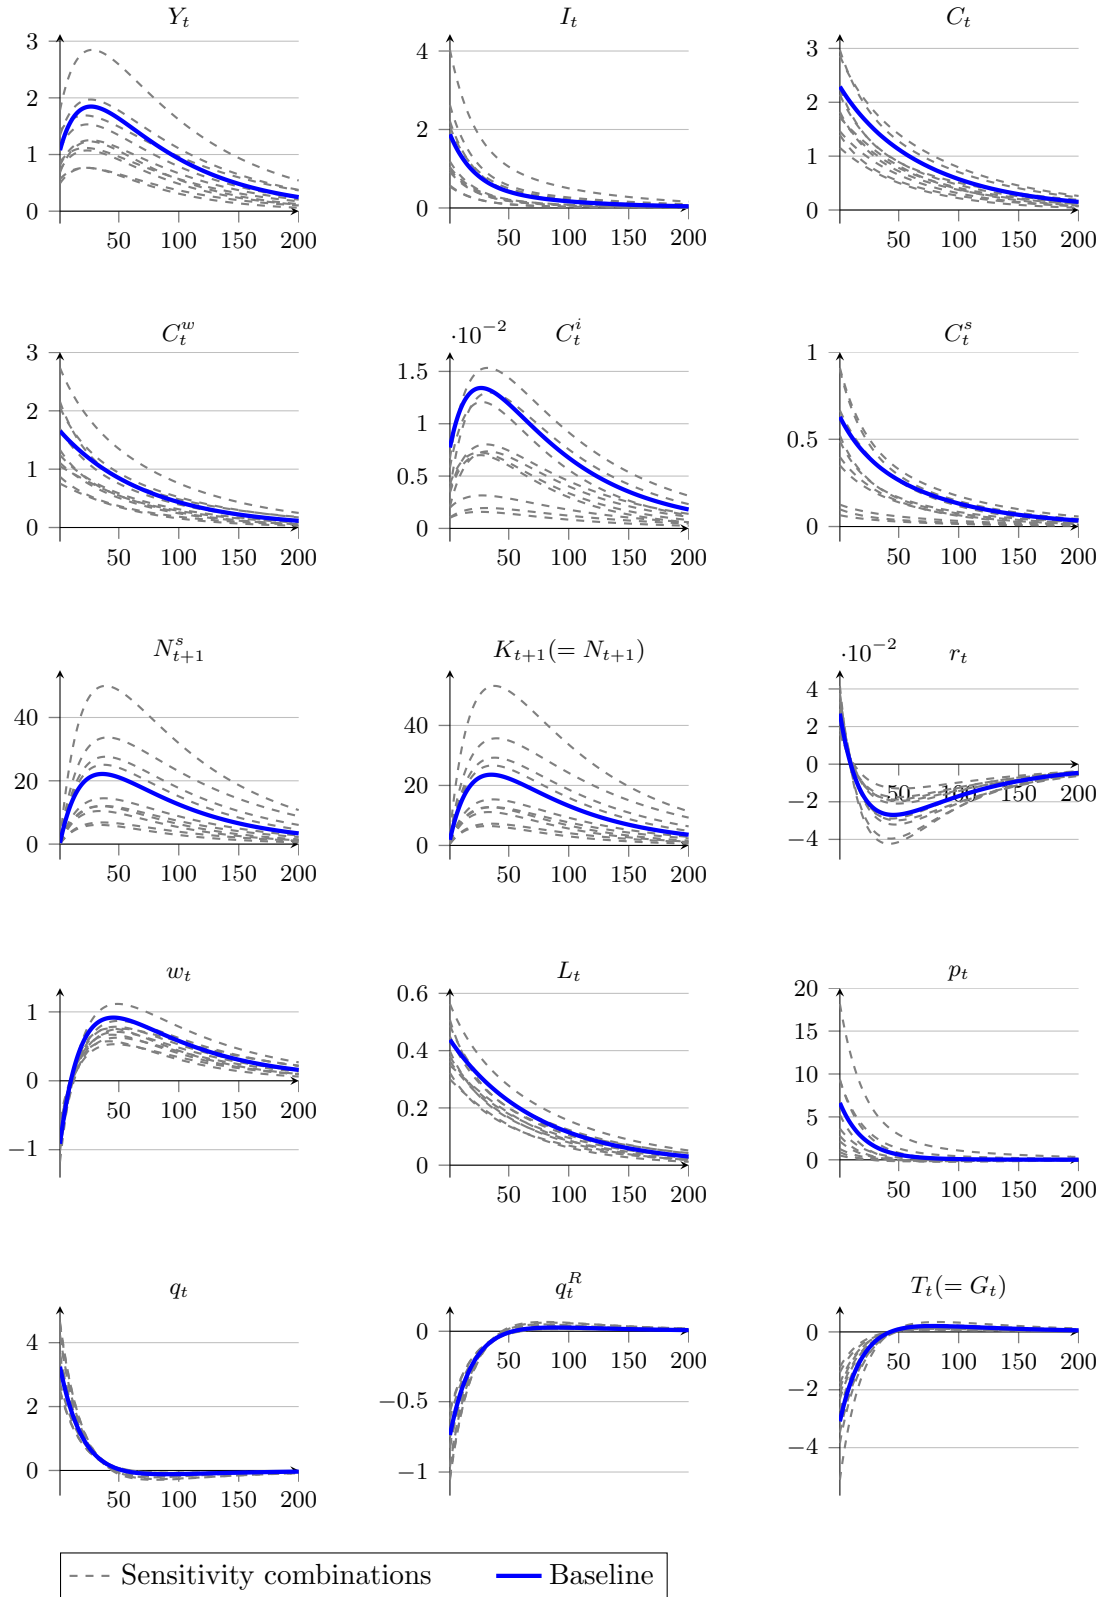 Y_t I_t C_t
3 2 1 0 50 100 150 200
4 2 0 50 100 150 200
3 2 1 0 50 100 150 200
C_t^w ·10^−2 C_t^i C_t^s
3 2 1 0 50 100 150 200
1.5 1 0.5 0 50 100 150 200
1 0.5 0 50 100 150 200
N_{t+1}^s K_{t+1}(= N_{t+1}) ·10^−2 r_t
40 20 0 50 100 150 200
40 20 0 50 100 150 200
4 2 0 −2 −4 50 100 150 200
w_t L_t p_t
1 0 −1 50 100 150 200
0.6 0.4 0.2 0 50 100 150 200
20 15 10 5 0 50 100 150 200
q_t q_t^R T_t(= G_t)
4 2 0 50 100 150 200
0 −0.5 −1 50 100 150 200
0 −2 −4 50 100 150 200
Sensitivity combinations Baseline